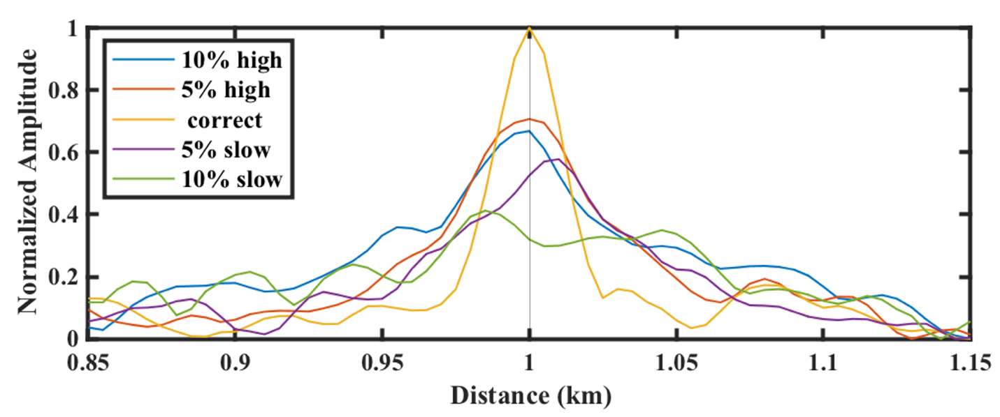 Normalized Amplitude
1
0.8
0.6
0.4
0.2
0
10% high
5% high
correct
5% slow
10% slow
0.85
0.9
0.95
1
1.05
1.1
1.15
Distance (km)